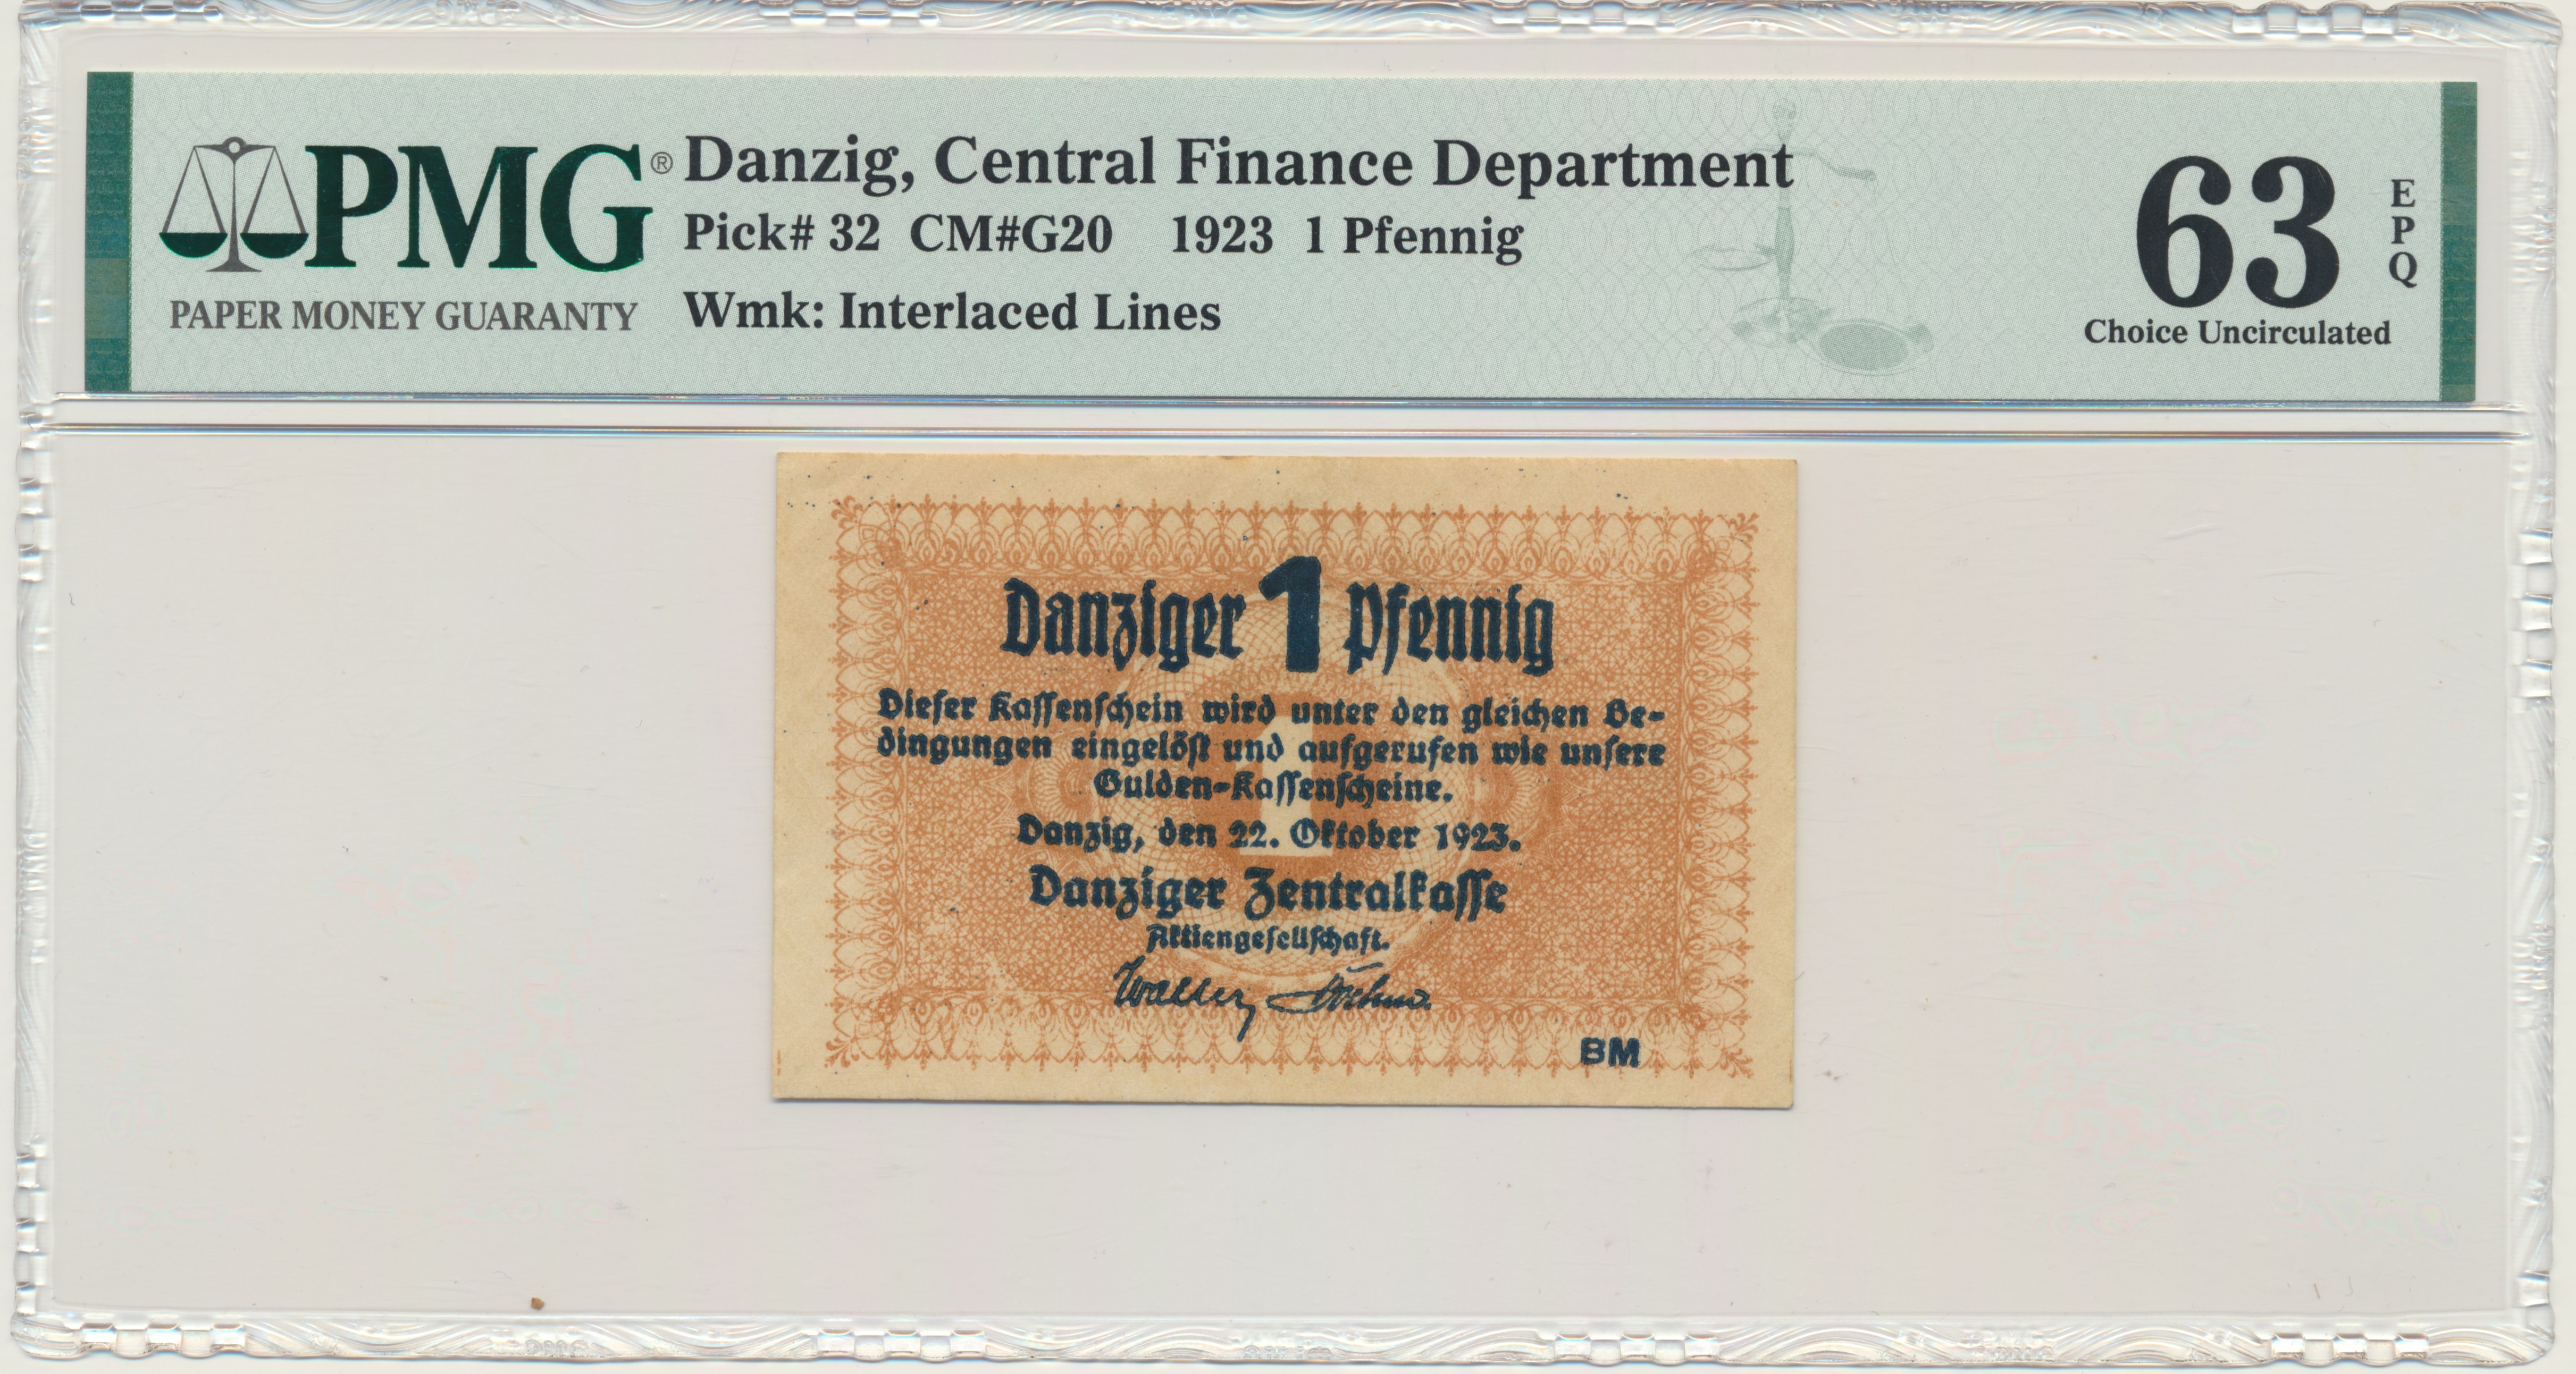 PMG®
PAPER MONEY GUARANTY
Danzig, Central Finance Department
Pick# 32 CM#G20 1923 1 Pfennig
Wmk: Interlaced Lines
63
EPQ
Choice Uncirculated
Danziger 1 Pfennig
Dieser Kassenschein wird unter den gleichen Be-
dingungen eingelöst und aufgerufen wie unsere
Gulden-Kassenscheine.
Danzig, den 22. Oktober 1923.
Danziger Zentralkasse
Aktiengesellschaft.
BM
1